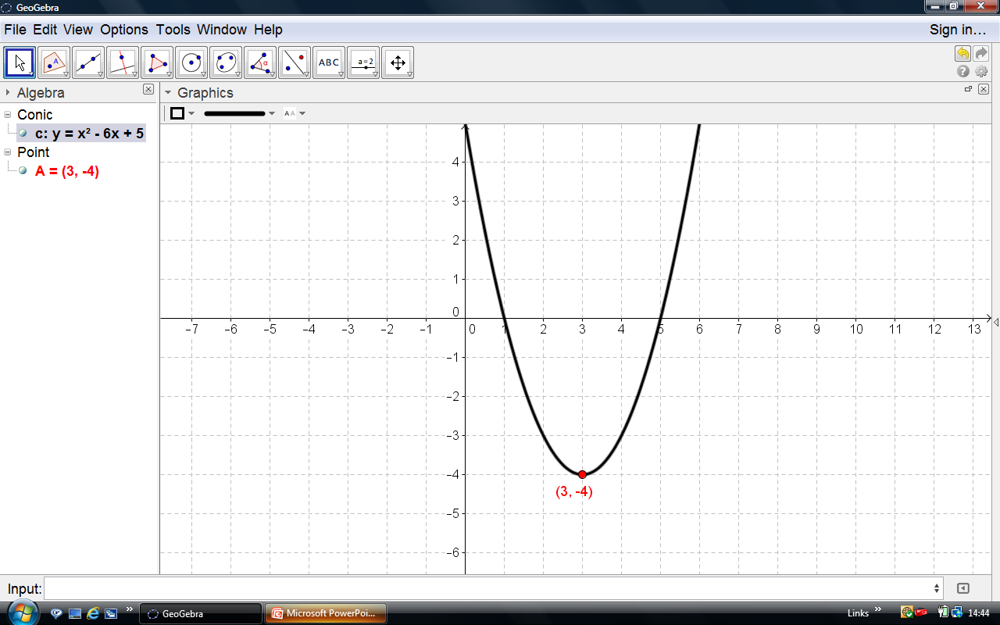 GeoGebra
File Edit View Options Tools Window Help Sign in...
A α ABC a=2
Algebra
Graphics
Conic
c: y = x² - 6x + 5
Point
A = (3, -4)
A A
4
3
2
1
0
-7 -6 -5 -4 -3 -2 -1 0 1 2 3 4 5 6 7 8 9 10 11 12 13
-1
-2
-3
-4
(3, -4)
-5
-6
Input:
GeoGebra Microsoft PowerPoi... Links 14:44